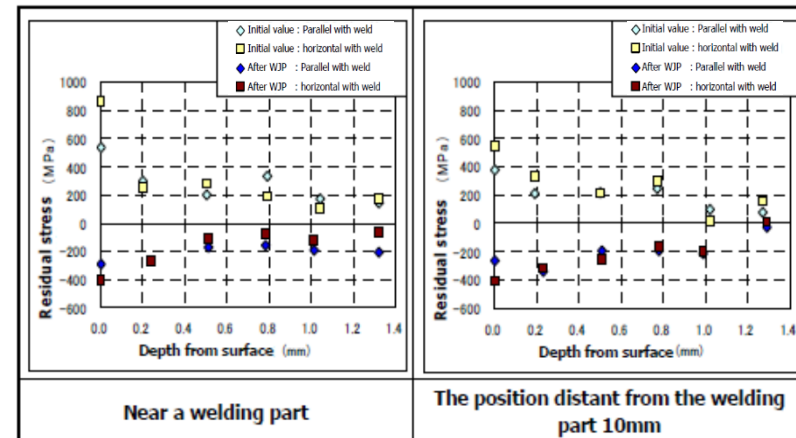 Initial value : Parallel with weld
Initial value : horizontal with weld
After WJP : Parallel with weld
After WJP : horizontal with weld
1000
800
600
400
200
0
-200
-400
-600
Residual stress (MPa)
0.0 0.2 0.4 0.6 0.8 1.0 1.2 1.4
Depth from surface (mm)
Near a welding part
Initial value : Parallel with weld
Initial value : horizontal with weld
After WJP : Parallel with weld
After WJP : horizontal with weld
1000
800
600
400
200
0
-200
-400
-600
Residual stress (MPa)
0.0 0.2 0.4 0.6 0.8 1.0 1.2 1.4
Depth from surface(mm)
The position distant from the welding
part 10mm